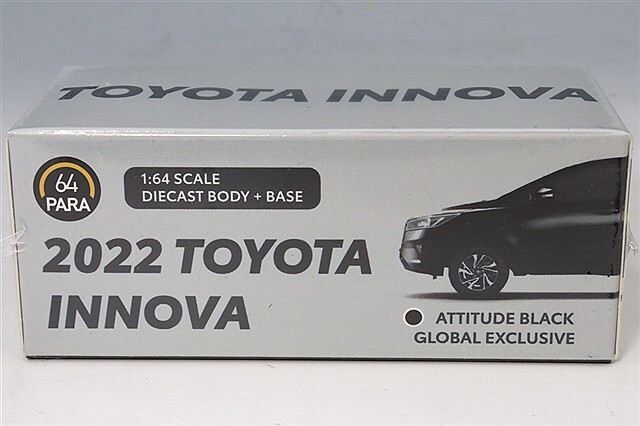 TOYOTA INNOVA
64
PARA
1:64 SCALE
DIECAST BODY + BASE
2022 TOYOTA
INNOVA
ATTITUDE BLACK
GLOBAL EXCLUSIVE